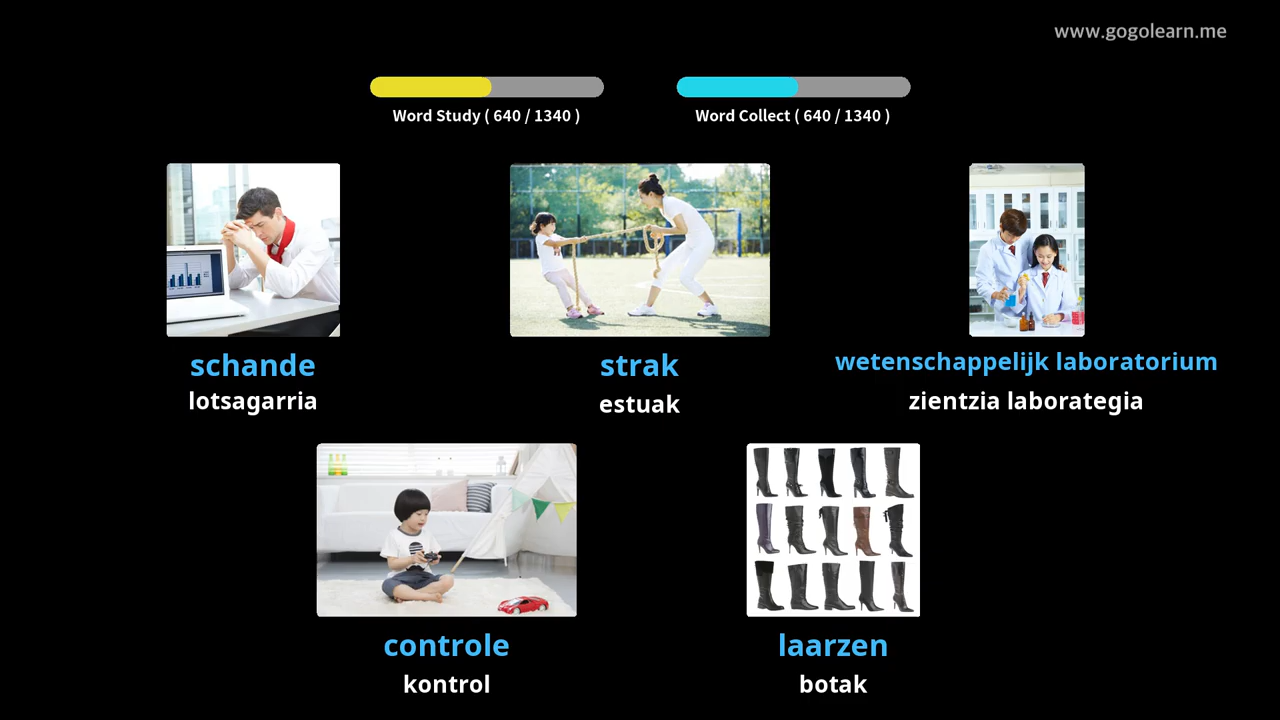 www.gogolearn.me
Word Study ( 640 / 1340 )
Word Collect ( 640 / 1340 )
schande
lotsagarria
strak
estuak
wetenschappelijk laboratorium
zientzia laborategia
controle
kontrol
laarzen
botak